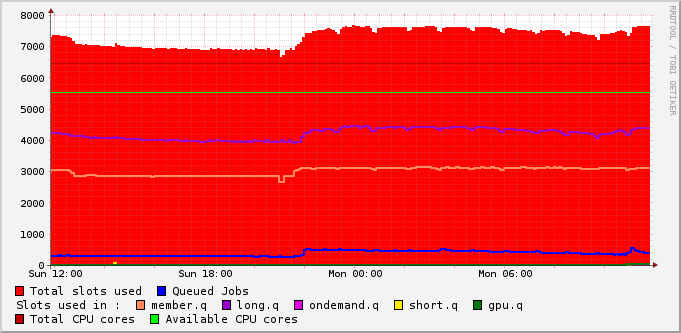 8000
7000
6000
5000
4000
3000
2000
1000
0
Sun 12:00 Sun 18:00 Mon 00:00 Mon 06:00
Total slots used Queued Jobs
Slots used in : member.q long.q ondemand.q short.q gpu.q
Total CPU cores Available CPU cores
RRDTOOL / TOBI OETIKER